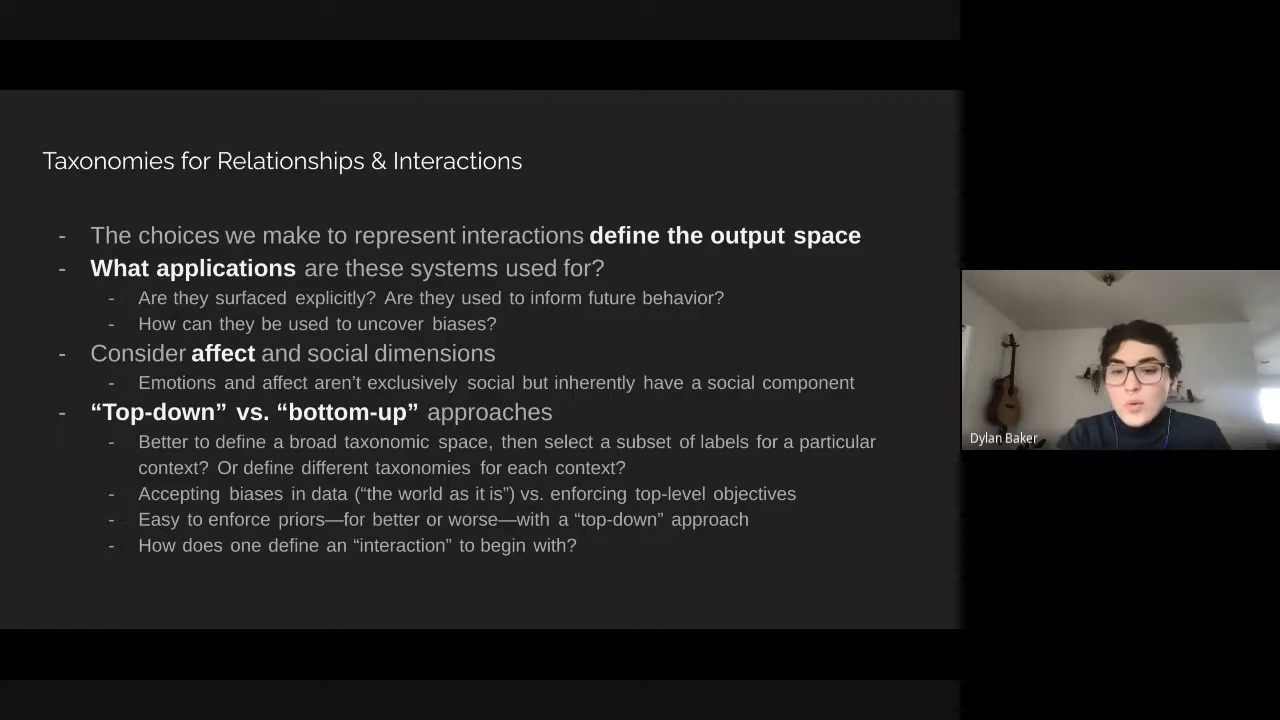 Taxonomies for Relationships & Interactions
- The choices we make to represent interactions define the output space
- What applications are these systems used for?
- Are they surfaced explicitly? Are they used to inform future behavior?
- How can they be used to uncover biases?
- Consider affect and social dimensions
- Emotions and affect aren’t exclusively social but inherently have a social component
- “Top-down” vs. “bottom-up” approaches
- Better to define a broad taxonomic space, then select a subset of labels for a particular
context? Or define different taxonomies for each context?
- Accepting biases in data (“the world as it is”) vs. enforcing top-level objectives
- Easy to enforce priors—for better or worse—with a “top-down” approach
- How does one define an “interaction” to begin with?
Dylan Baker